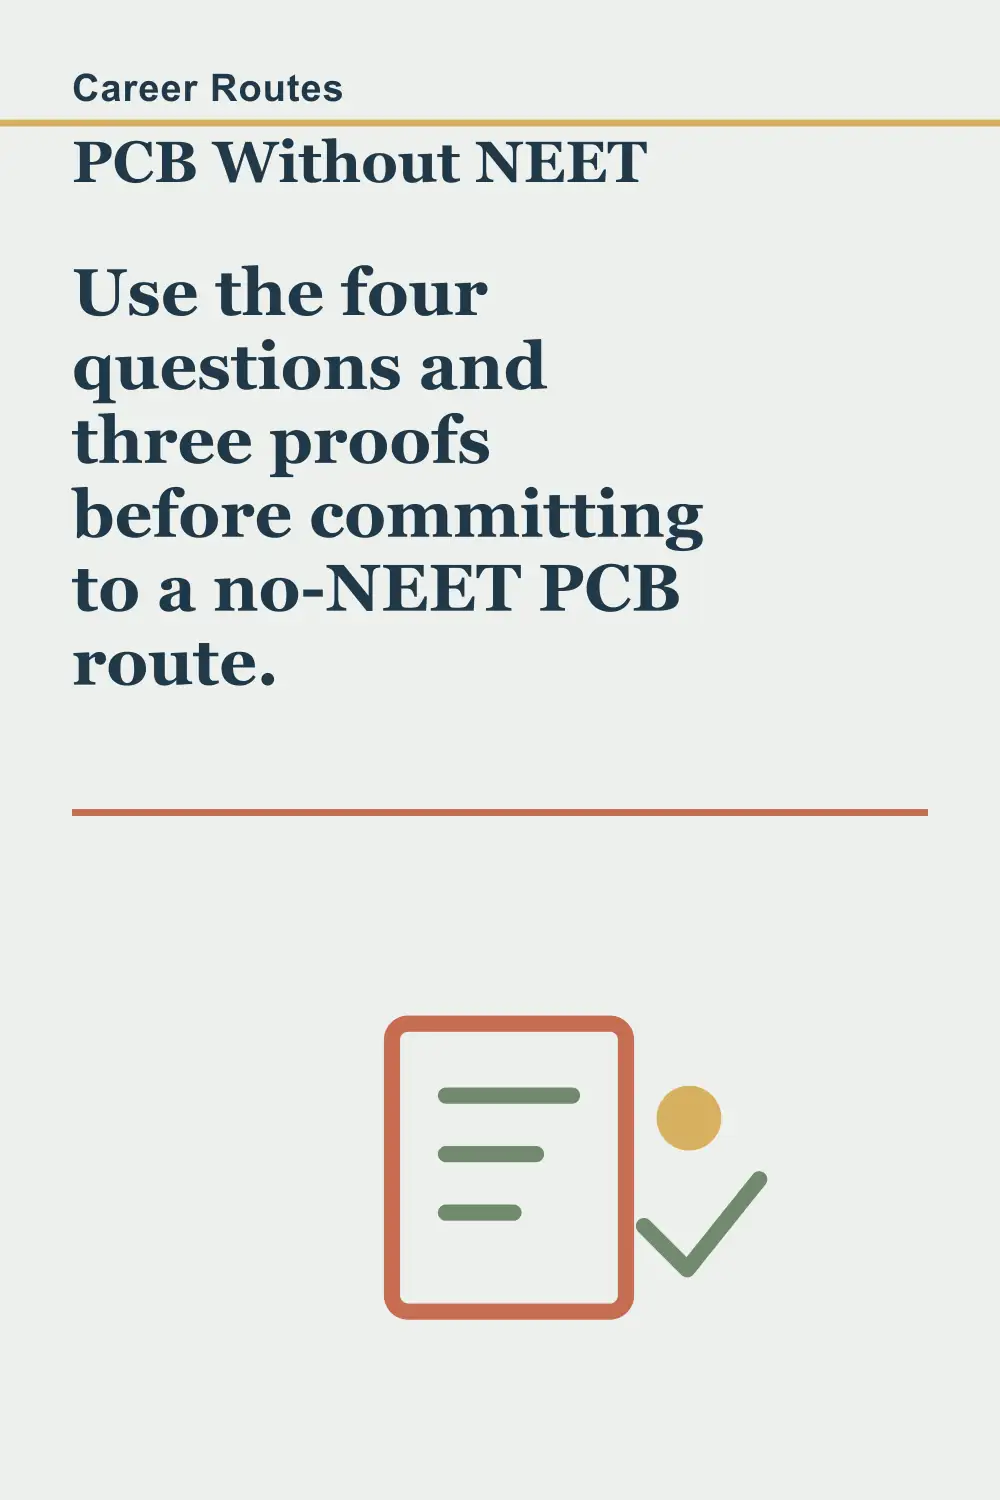 Career Routes
PCB Without NEET
Use the four
questions and
three proofs
before committing
to a no-NEET PCB
route.